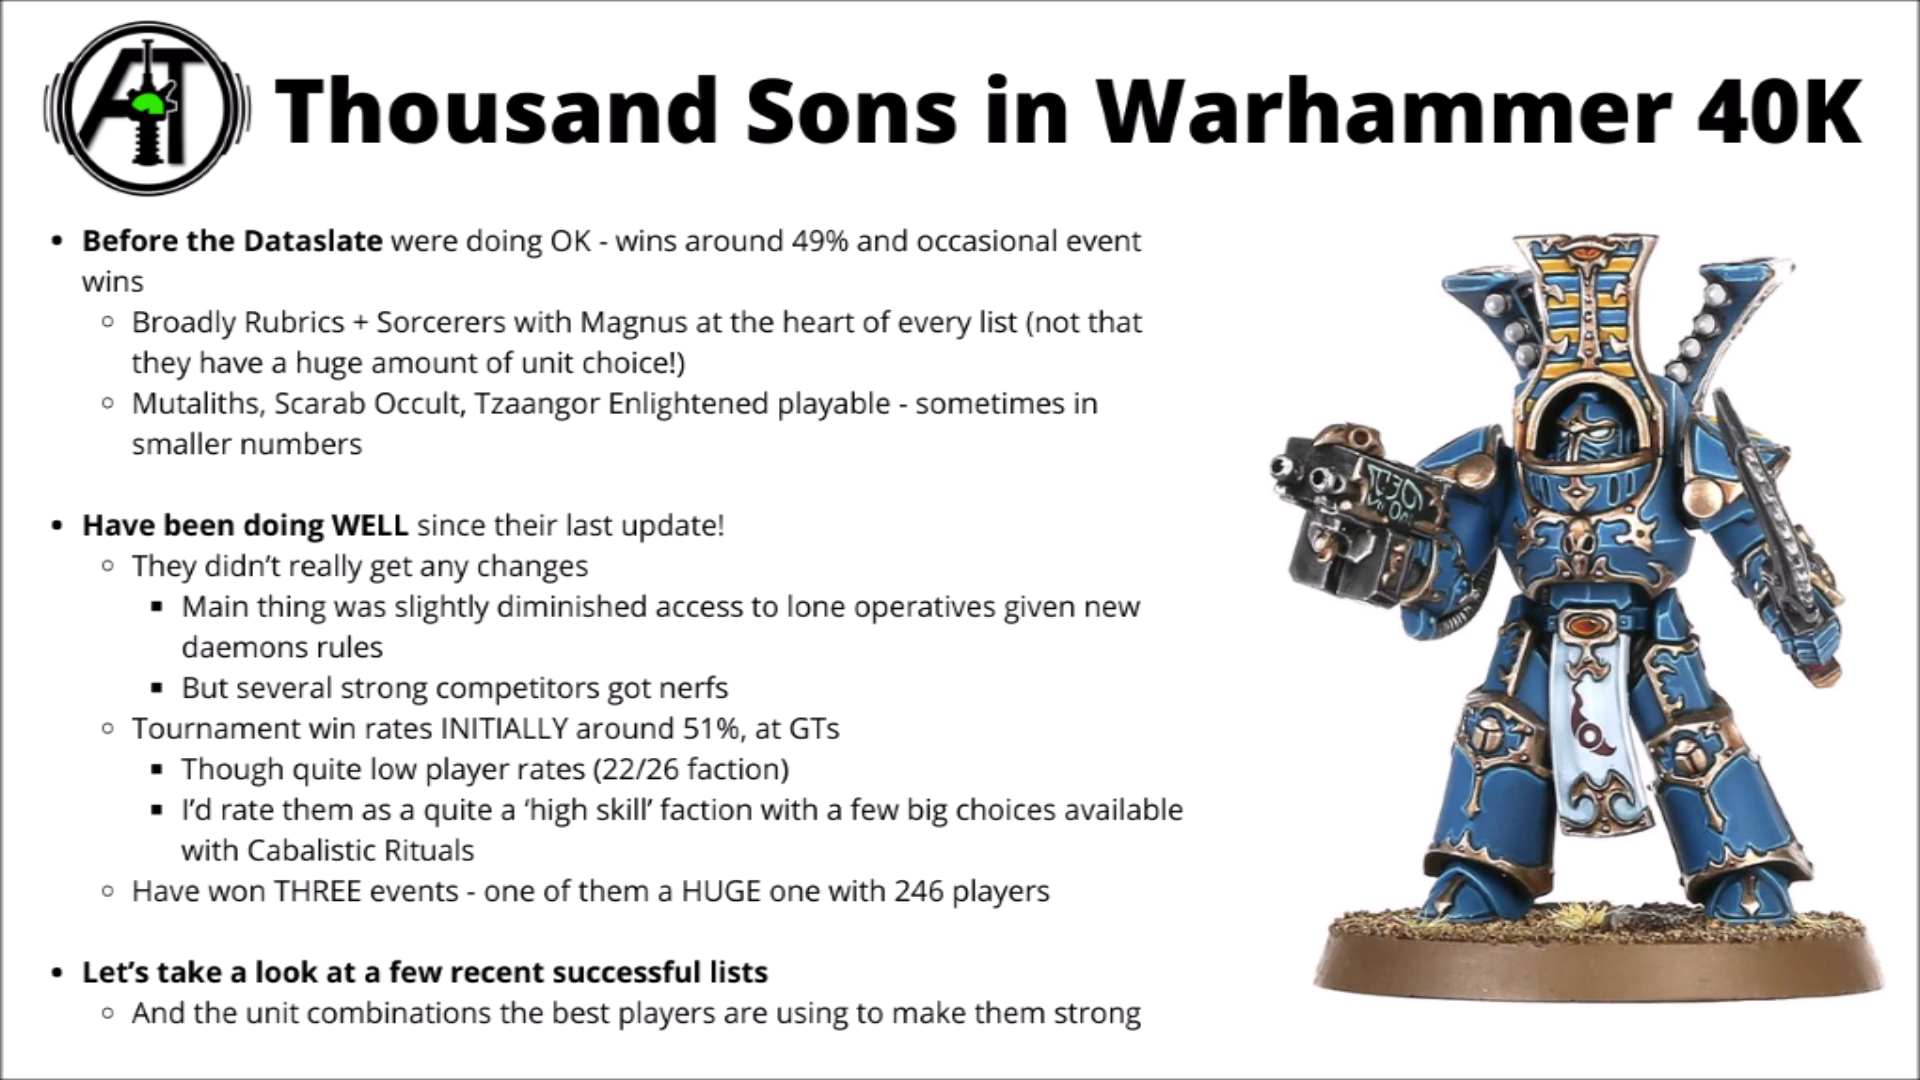 AT
Thousand Sons in Warhammer 40K
• Before the Dataslate were doing OK - wins around 49% and occasional event
wins
◦ Broadly Rubrics + Sorcerers with Magnus at the heart of every list (not that
they have a huge amount of unit choice!)
◦ Mutaliths, Scarab Occult, Tzaangor Enlightened playable - sometimes in
smaller numbers
• Have been doing WELL since their last update!
◦ They didn’t really get any changes
▪ Main thing was slightly diminished access to lone operatives given new
daemons rules
▪ But several strong competitors got nerfs
◦ Tournament win rates INITIALLY around 51%, at GTs
▪ Though quite low player rates (22/26 faction)
▪ I’d rate them as a quite a ‘high skill’ faction with a few big choices available
with Cabalistic Rituals
◦ Have won THREE events - one of them a HUGE one with 246 players
• Let’s take a look at a few recent successful lists
◦ And the unit combinations the best players are using to make them strong